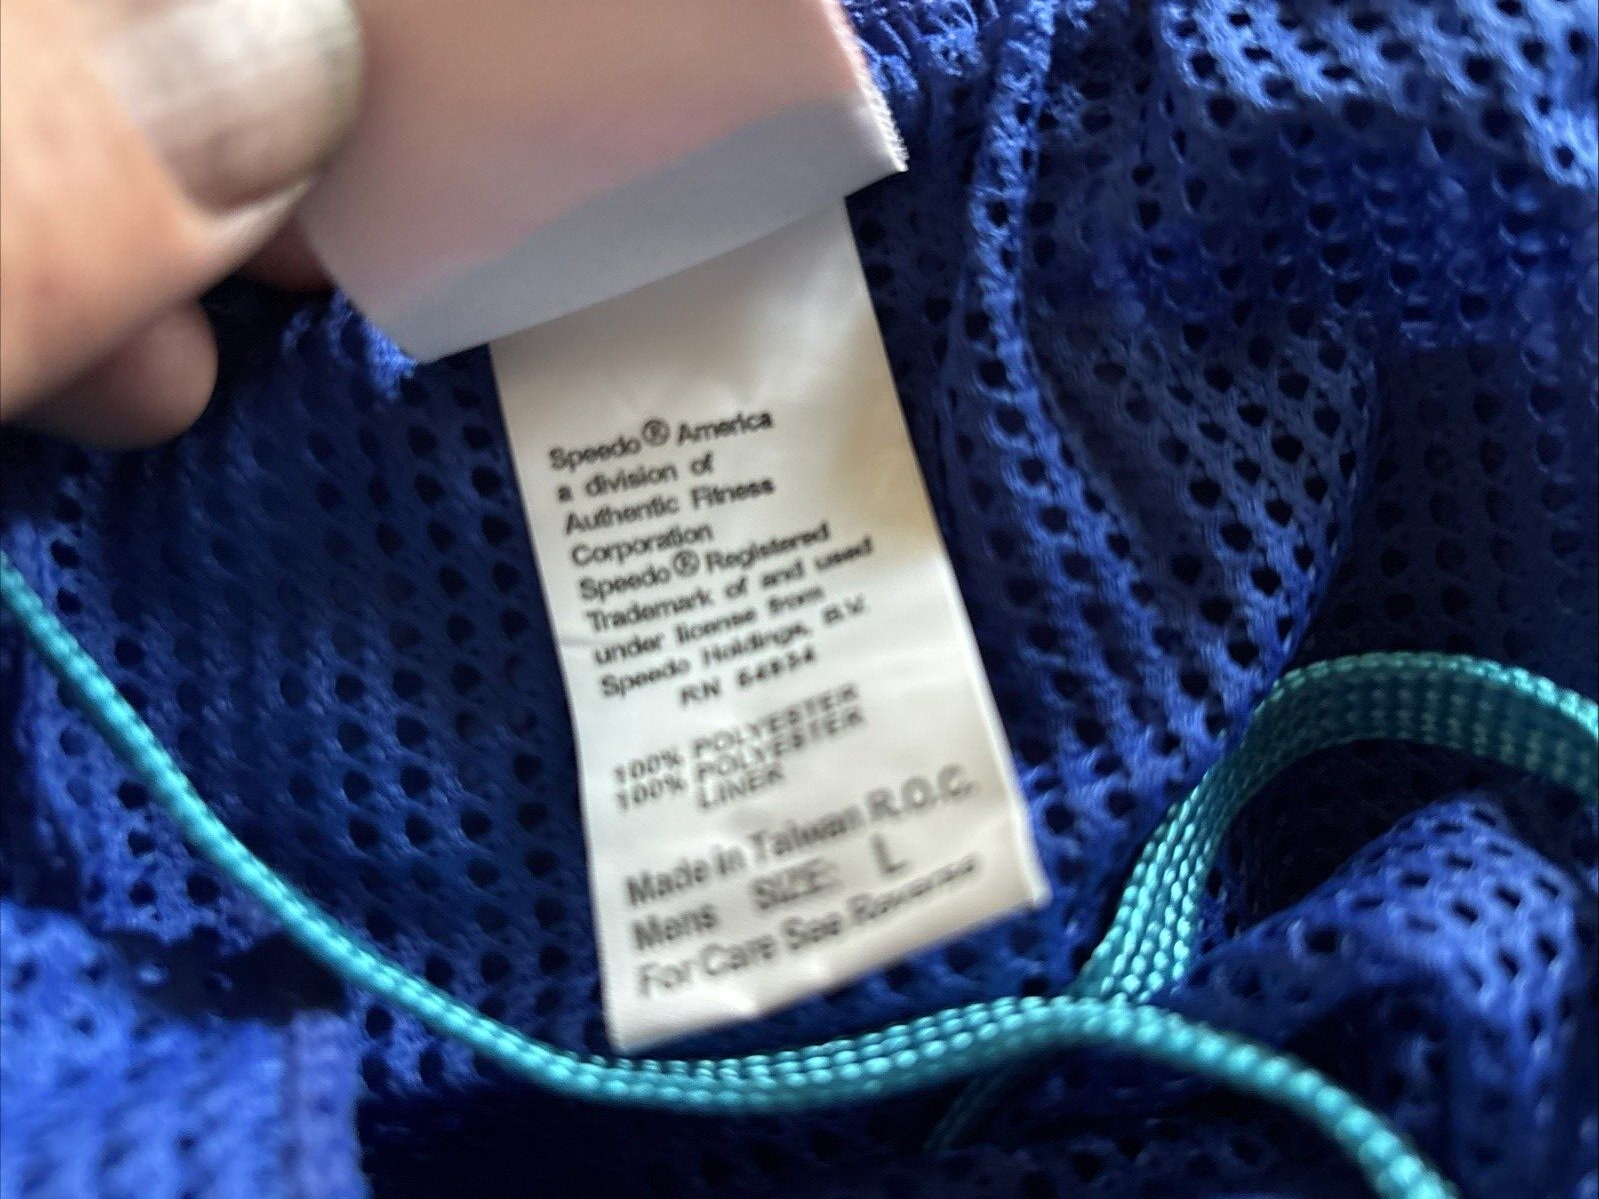 Speedo® America
a division of
Authentic Fitness
Corporation
Speedo® Registered
Trademark of and used
under license from
Speedo Holdings, B.V.
RN
100% POLYESTER
100% POLYESTER
LINER
Made in Taiwan R.O.C.
Mens SIZE: L
For Care See Reverse